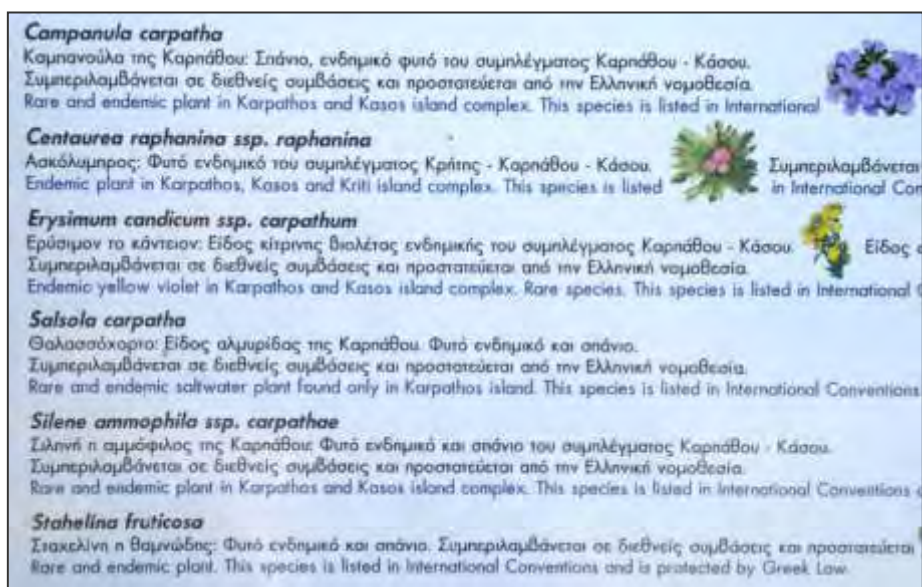 Campanula carpatha
Καμπανούλα της Καρπάθου: Σπάνιο, ενδημικό φυτό του συμπλέγματος Καρπάθου - Κάσου.
Συμπεριλαμβάνεται σε διεθνείς συμβάσεις και προστατεύεται από την Ελληνική νομοθεσία.
Rare and endemic plant in Karpathos and Kasos island complex. This species is listed in International
Centaurea raphanina ssp. raphanina
Ασκόλυμπρος: Φυτό ενδημικό του συμπλέγματος Κρήτης - Καρπάθου - Κάσου. Συμπεριλαμβάνεται
Endemic plant in Karpathos, Kasos and Kriti island complex. This species is listed in International Con
Erysimum candicum ssp. carpathum
Ερύσιμον το κάντειον: Είδος κίτρινης βιολέτας ενδημικής του συμπλέγματος Καρπάθου - Κάσου. Είδος
Συμπεριλαμβάνεται σε διεθνείς συμβάσεις και προστατεύεται από την Ελληνική νομοθεσία.
Endemic yellow violet in Karpathos and Kasos island complex. Rare species. This species is listed in International
Salsola carpatha
Θαλασσόχορτο: Είδος αλμυρίδας της Καρπάθου. Φυτό ενδημικό και σπάνιο.
Συμπεριλαμβάνεται σε διεθνείς συμβάσεις και προστατεύεται από την Ελληνική νομοθεσία.
Rare and endemic saltwater plant found only in Karpathos island. This species is listed in International Conventions
Silene ammophila ssp. carpathae
Σιληνή η αμμόφιλος της Καρπάθου: Φυτό ενδημικό και σπάνιο του συμπλέγματος Καρπάθου - Κάσου.
Συμπεριλαμβάνεται σε διεθνείς συμβάσεις και προστατεύεται από την Ελληνική νομοθεσία.
Rare and endemic plant in Karpathos and Kasos island complex. This species is listed in International Conventions
Stahelina fruticosa
Σταχελίνη η θαμνώδης: Φυτό ενδημικό και σπάνιο. Συμπεριλαμβάνεται σε διεθνείς συμβάσεις και προστατεύεται
Rare and endemic plant. This species is listed in International Conventions and is protected by Greek Law.